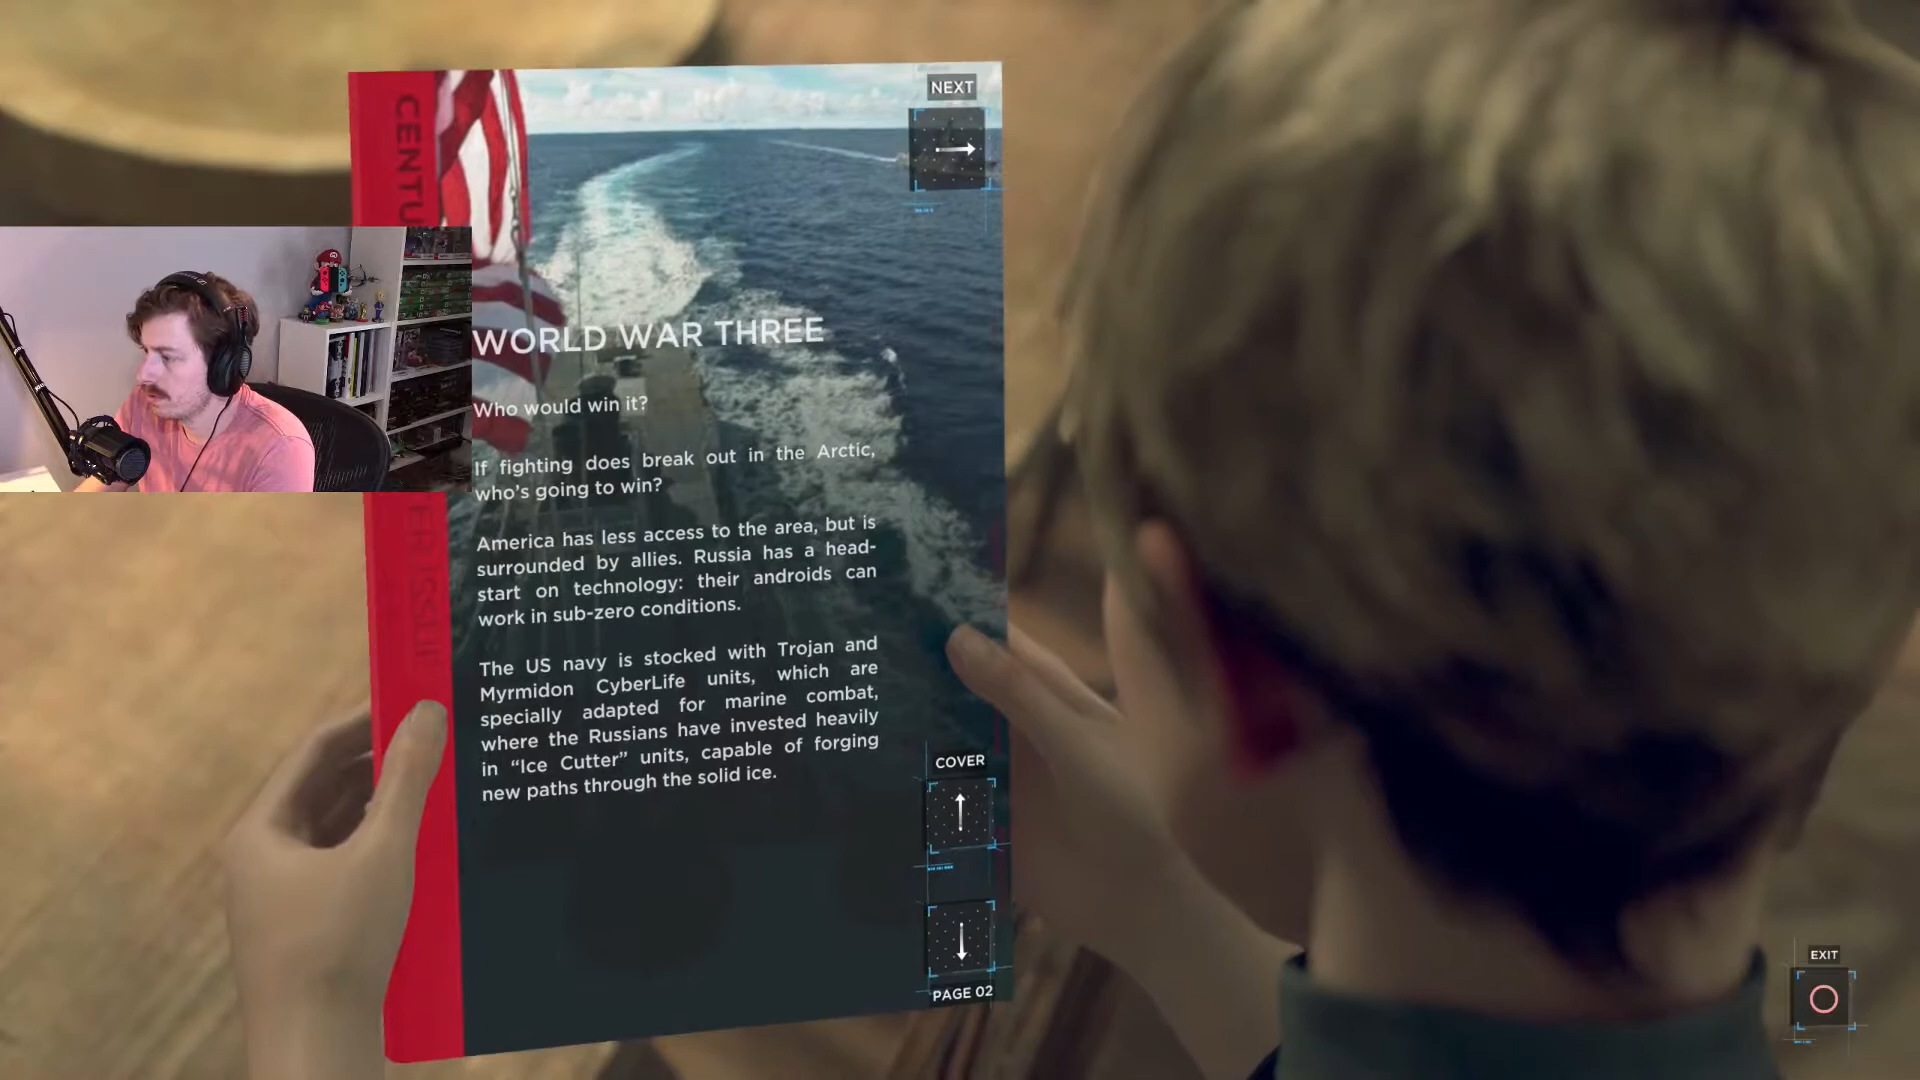 NEXT
CENTU
WORLD WAR THREE
Who would win it?
If fighting does break out in the Arctic,
who's going to win?
America has less access to the area, but is
surrounded by allies. Russia has a head-
start on technology: their androids can
work in sub-zero conditions.
The US navy is stocked with Trojan and
Myrmidon CyberLife units, which are
specially adapted for marine combat,
where the Russians have invested heavily
in “Ice Cutter” units, capable of forging
new paths through the solid ice.
ER ISSUE
COVER
PAGE 02
EXIT